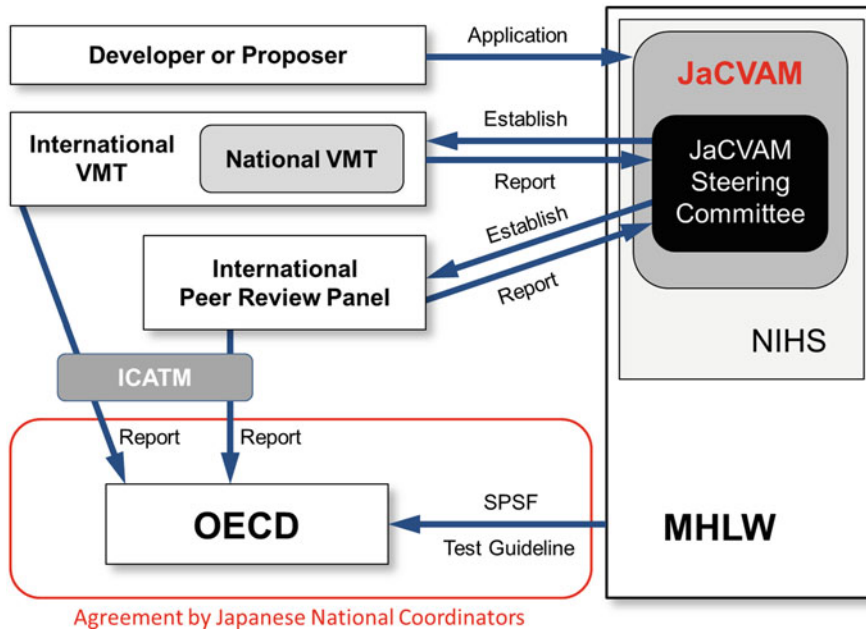 Developer or Proposer
Application
JaCVAM
International
VMT
National VMT
Establish
Report
JaCVAM
Steering
Committee
International
Peer Review Panel
Establish
Report
NIHS
ICATM
Report
Report
OECD
SPSF
Test Guideline
MHLW
Agreement by Japanese National Coordinators